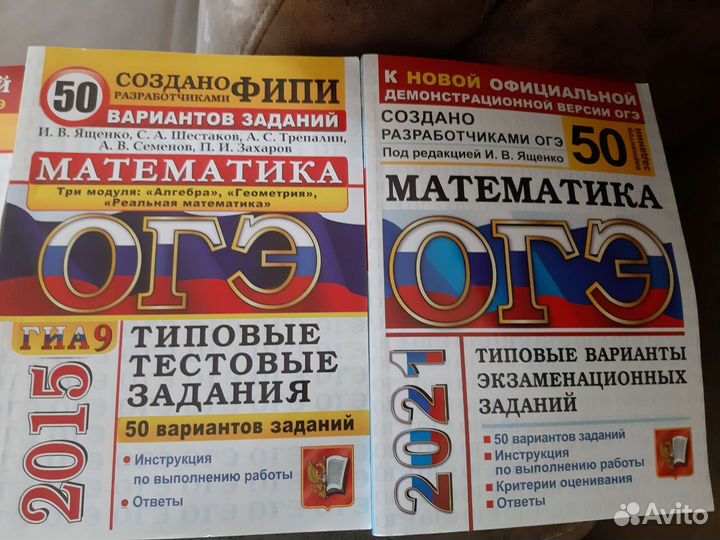 50
СОЗДАНО
РАЗРАБОТЧИКАМИ
ФИПИ
ВАРИАНТОВ ЗАДАНИЙ
И. В. Ященко, С. А. Шестаков, А. С. Трепалин,
А. В. Семенов, П. И. Захаров
МАТЕМАТИКА
Три модуля: «Алгебра», «Геометрия»,
«Реальная математика»
ОГЭ
ГИА 9
2015
ТИПОВЫЕ
ТЕСТОВЫЕ
ЗАДАНИЯ
50 вариантов заданий
• Инструкция
по выполнению работы
• Ответы
К НОВОЙ ОФИЦИАЛЬНОЙ
ДЕМОНСТРАЦИОННОЙ ВЕРСИИ ОГЭ
СОЗДАНО
РАЗРАБОТЧИКАМИ ОГЭ
Под редакцией И. В. Ященко
50
вариантов
заданий
МАТЕМАТИКА
ОГЭ
2021
ТИПОВЫЕ ВАРИАНТЫ
ЭКЗАМЕНАЦИОННЫХ
ЗАДАНИЙ
■ 50 вариантов заданий
■ Инструкция
по выполнению работы
■ Критерии оценивания
■ Ответы
Avito